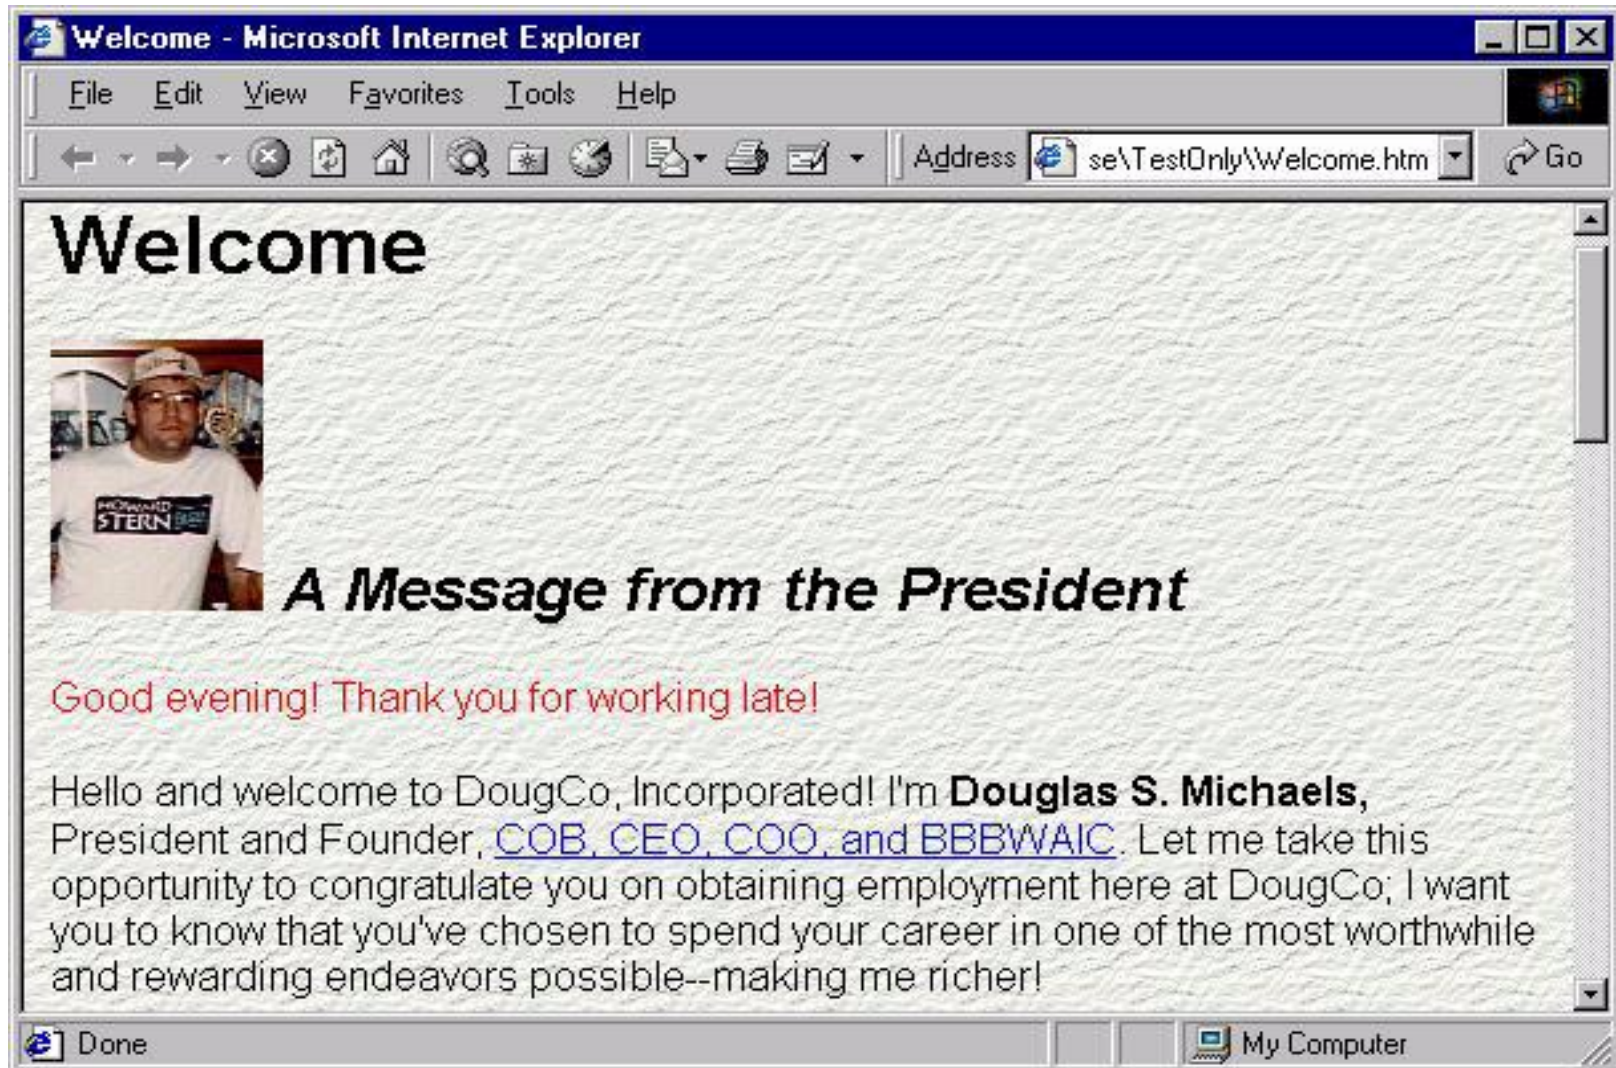 Welcome - Microsoft Internet Explorer
File Edit View Favorites Tools Help
Address se\TestOnly\Welcome.htm Go
Welcome
HOWARD
STERN
A Message from the President
Good evening! Thank you for working late!
Hello and welcome to DougCo, Incorporated! I'm Douglas S. Michaels,
President and Founder, COB, CEO, COO, and BBBWAIC. Let me take this
opportunity to congratulate you on obtaining employment here at DougCo; I want
you to know that you've chosen to spend your career in one of the most worthwhile
and rewarding endeavors possible--making me richer!
Done My Computer